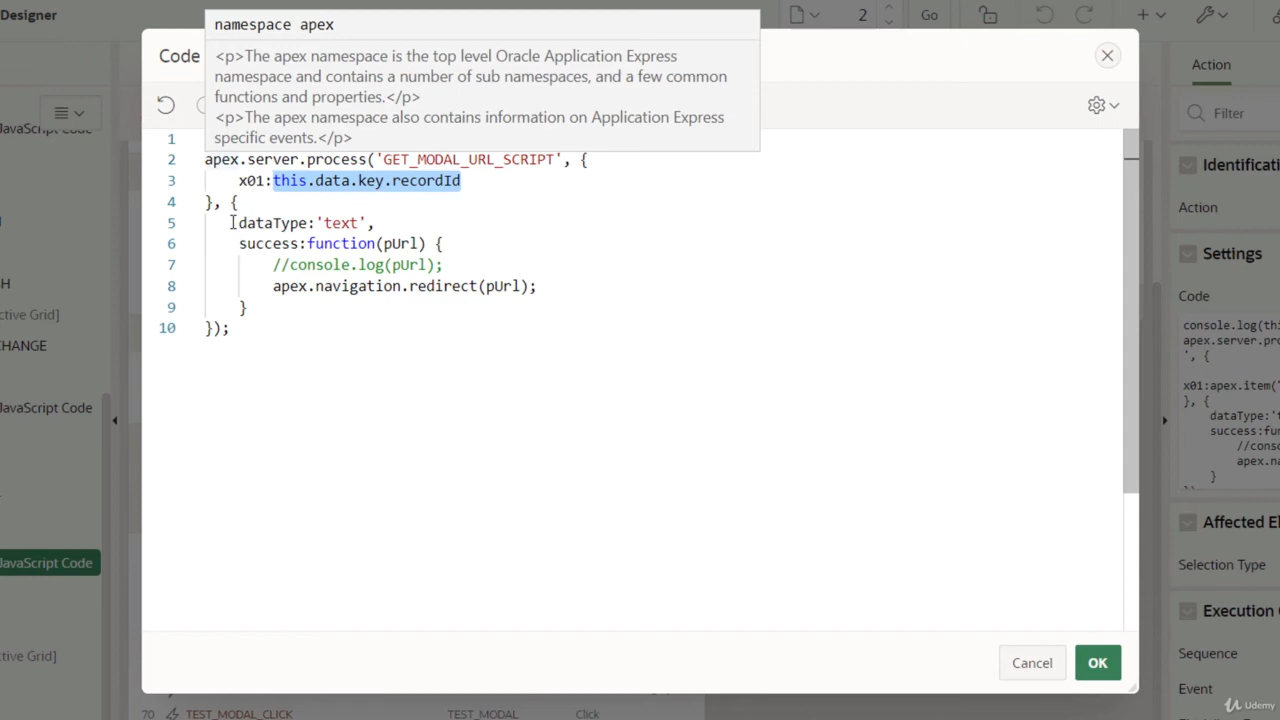 Designer
namespace apex
2
Go
Code
<p>The apex namespace is the top level Oracle Application Express
namespace and contains a number of sub namespaces, and a few common
functions and properties.</p>
<p>The apex namespace also contains information on Application Express
specific events.</p>
Action
Filter
JavaScript Code
1
2 apex.server.process('GET_MODAL_URL_SCRIPT', {
3 x01:this.data.key.recordId
4 }, {
5 dataType:'text',
6 success:function(pUrl) {
7 //console.log(pUrl);
8 apex.navigation.redirect(pUrl);
9 }
10 });
Identificati
Action
Settings
Code
console.log(thi
apex.server.pro
', {
x01:apex.item('
}, {
dataType:'t
success:fun
//conso
apex.na
}
H
ctive Grid]
CHANGE
JavaScript Code
JavaScript Code
ctive Grid]
Affected El
Selection Type
Execution
Sequence
Event
Cancel
OK
70 TEST_MODAL_CLICK TEST_MODAL Click
Udemy